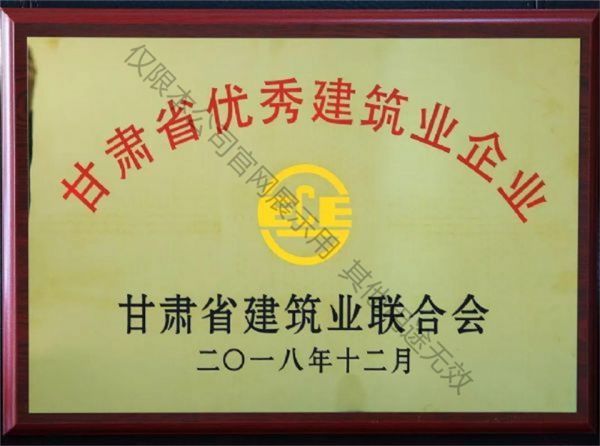 甘肃省优秀建筑业企业
甘肃省建筑业联合会
二〇一八年十二月
仅限本公司官网展示用 其他用途无效